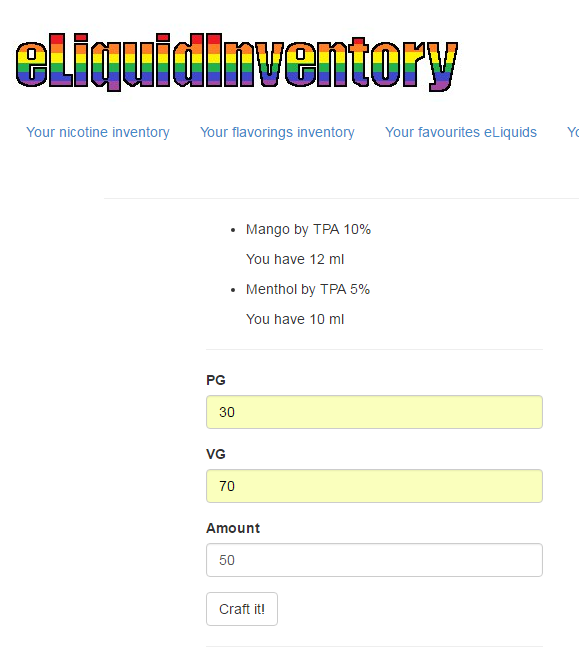 eLiquidInventory
Your nicotine inventory Your flavorings inventory Your favourites eLiquids Yo
Mango by TPA 10%
You have 12 ml
Menthol by TPA 5%
You have 10 ml
PG
30
VG
70
Amount
50
Craft it!